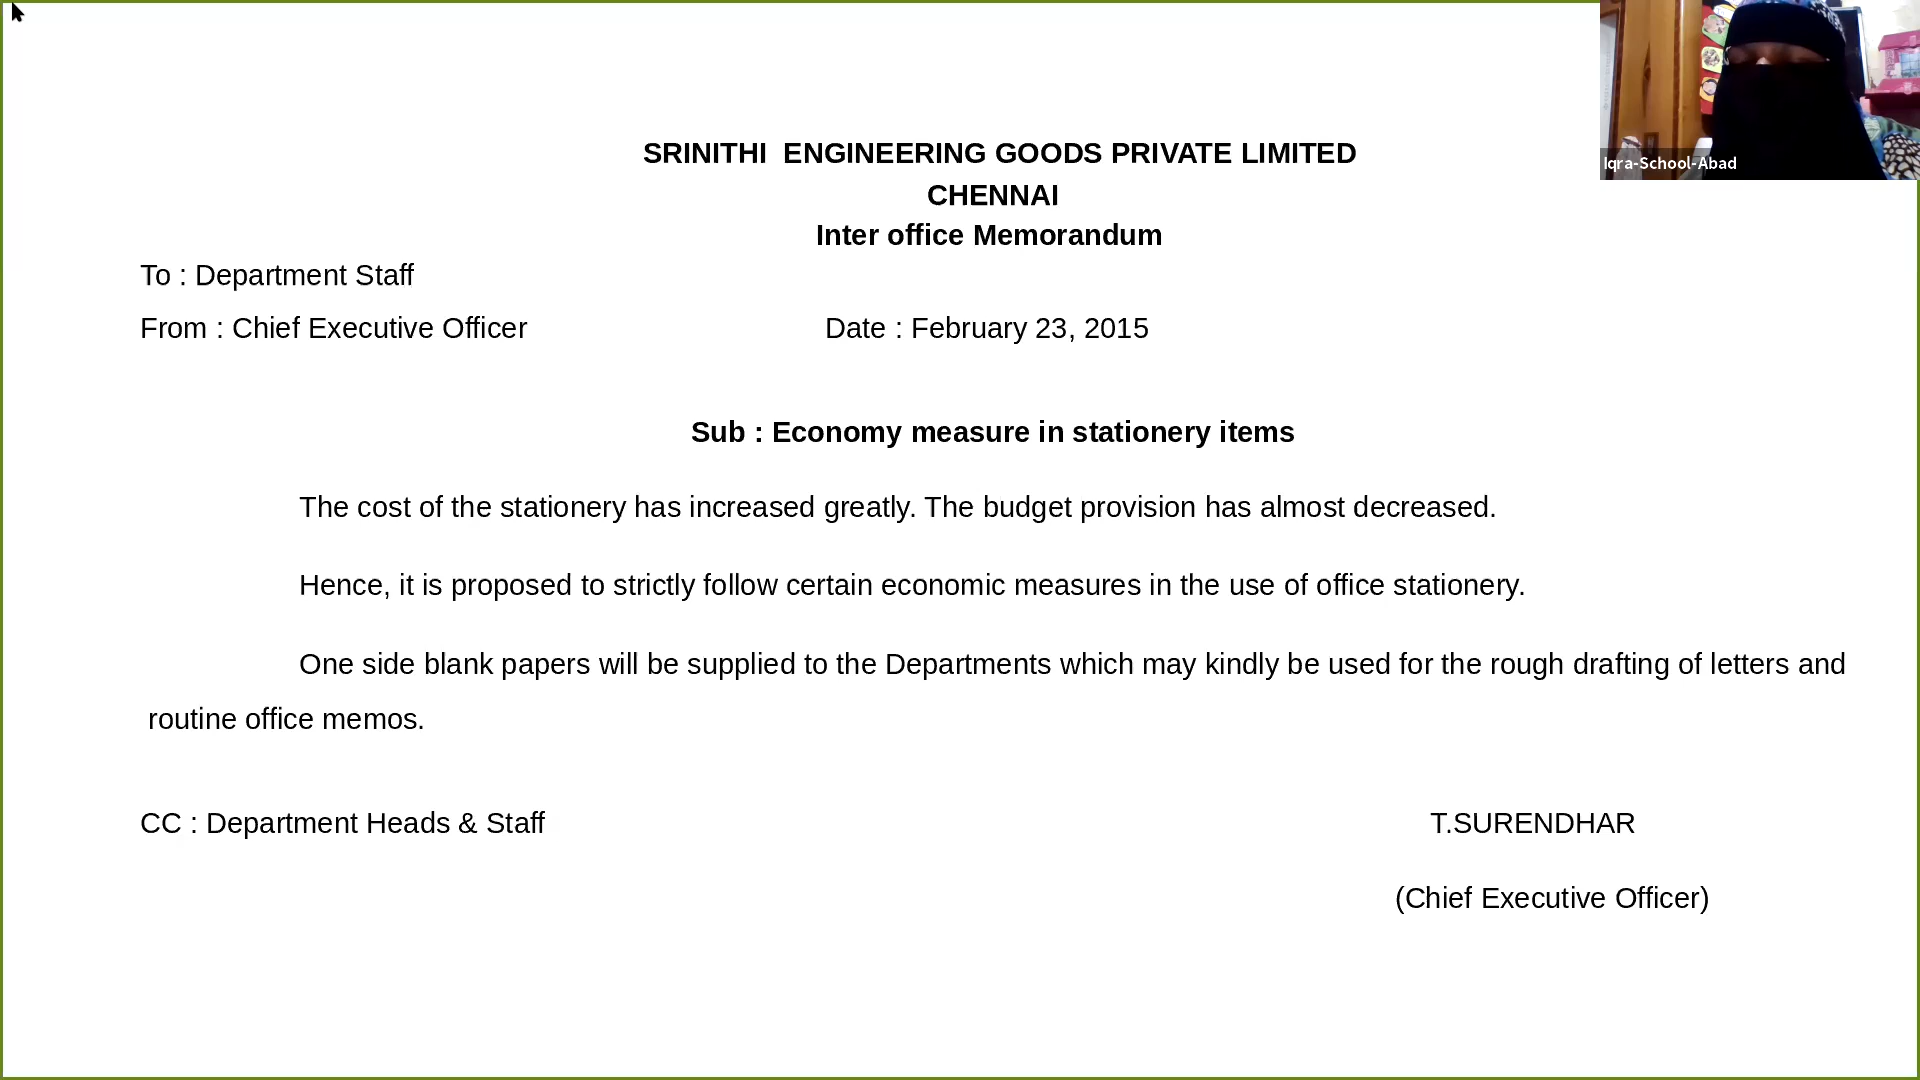 SRINITHI  ENGINEERING GOODS PRIVATE LIMITED
CHENNAI
Inter office Memorandum
To : Department Staff
From : Chief Executive Officer Date : February 23, 2015
Sub : Economy measure in stationery items
The cost of the stationery has increased greatly. The budget provision has almost decreased.
Hence, it is proposed to strictly follow certain economic measures in the use of office stationery.
One side blank papers will be supplied to the Departments which may kindly be used for the rough drafting of letters and
routine office memos.
CC : Department Heads & Staff T.SURENDHAR
(Chief Executive Officer)
Iqra-School-Abad